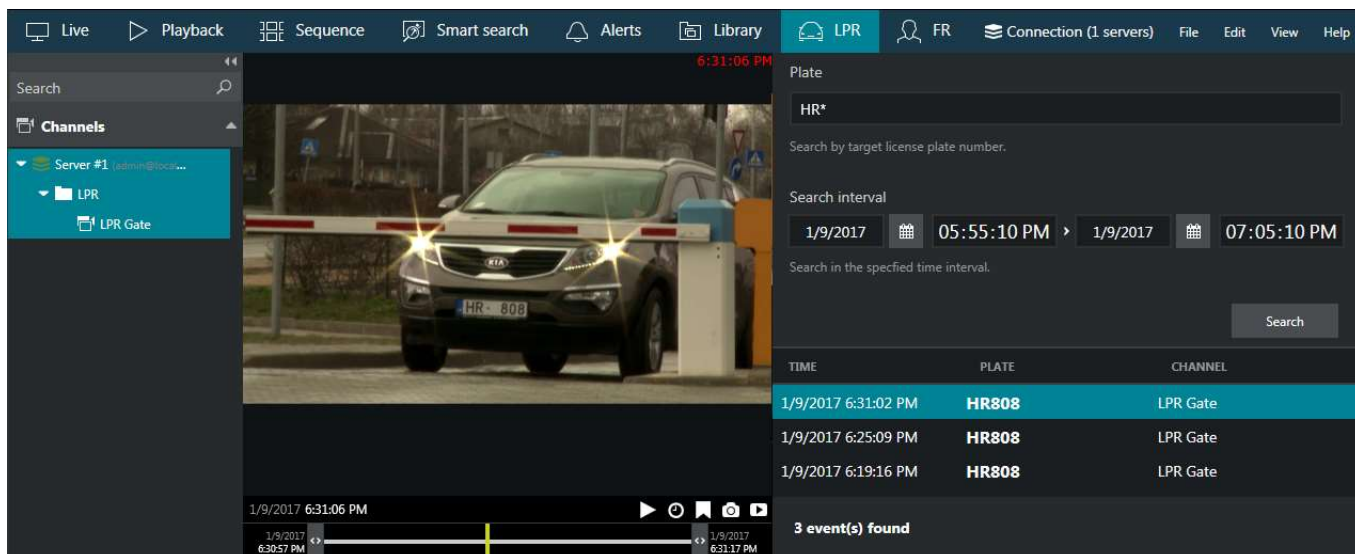 Live
Playback
Sequence
Smart search
Alerts
Library
LPR
FR
Connection (1 servers)
File
Edit
View
Help
Search
Channels
Server #1 (admin@local...
LPR
LPR Gate
6:31:06 PM
KIA
HR- 808
1/9/2017 6:31:06 PM
1/9/2017
6:30:57 PM
1/9/2017
6:31:17 PM
Plate
HR*
Search by target license plate number.
Search interval
1/9/2017
05:55:10 PM
1/9/2017
07:05:10 PM
Search in the specfied time interval.
Search
TIME PLATE CHANNEL
1/9/2017 6:31:02 PM HR808 LPR Gate
1/9/2017 6:25:09 PM HR808 LPR Gate
1/9/2017 6:19:16 PM HR808 LPR Gate
3 event(s) found